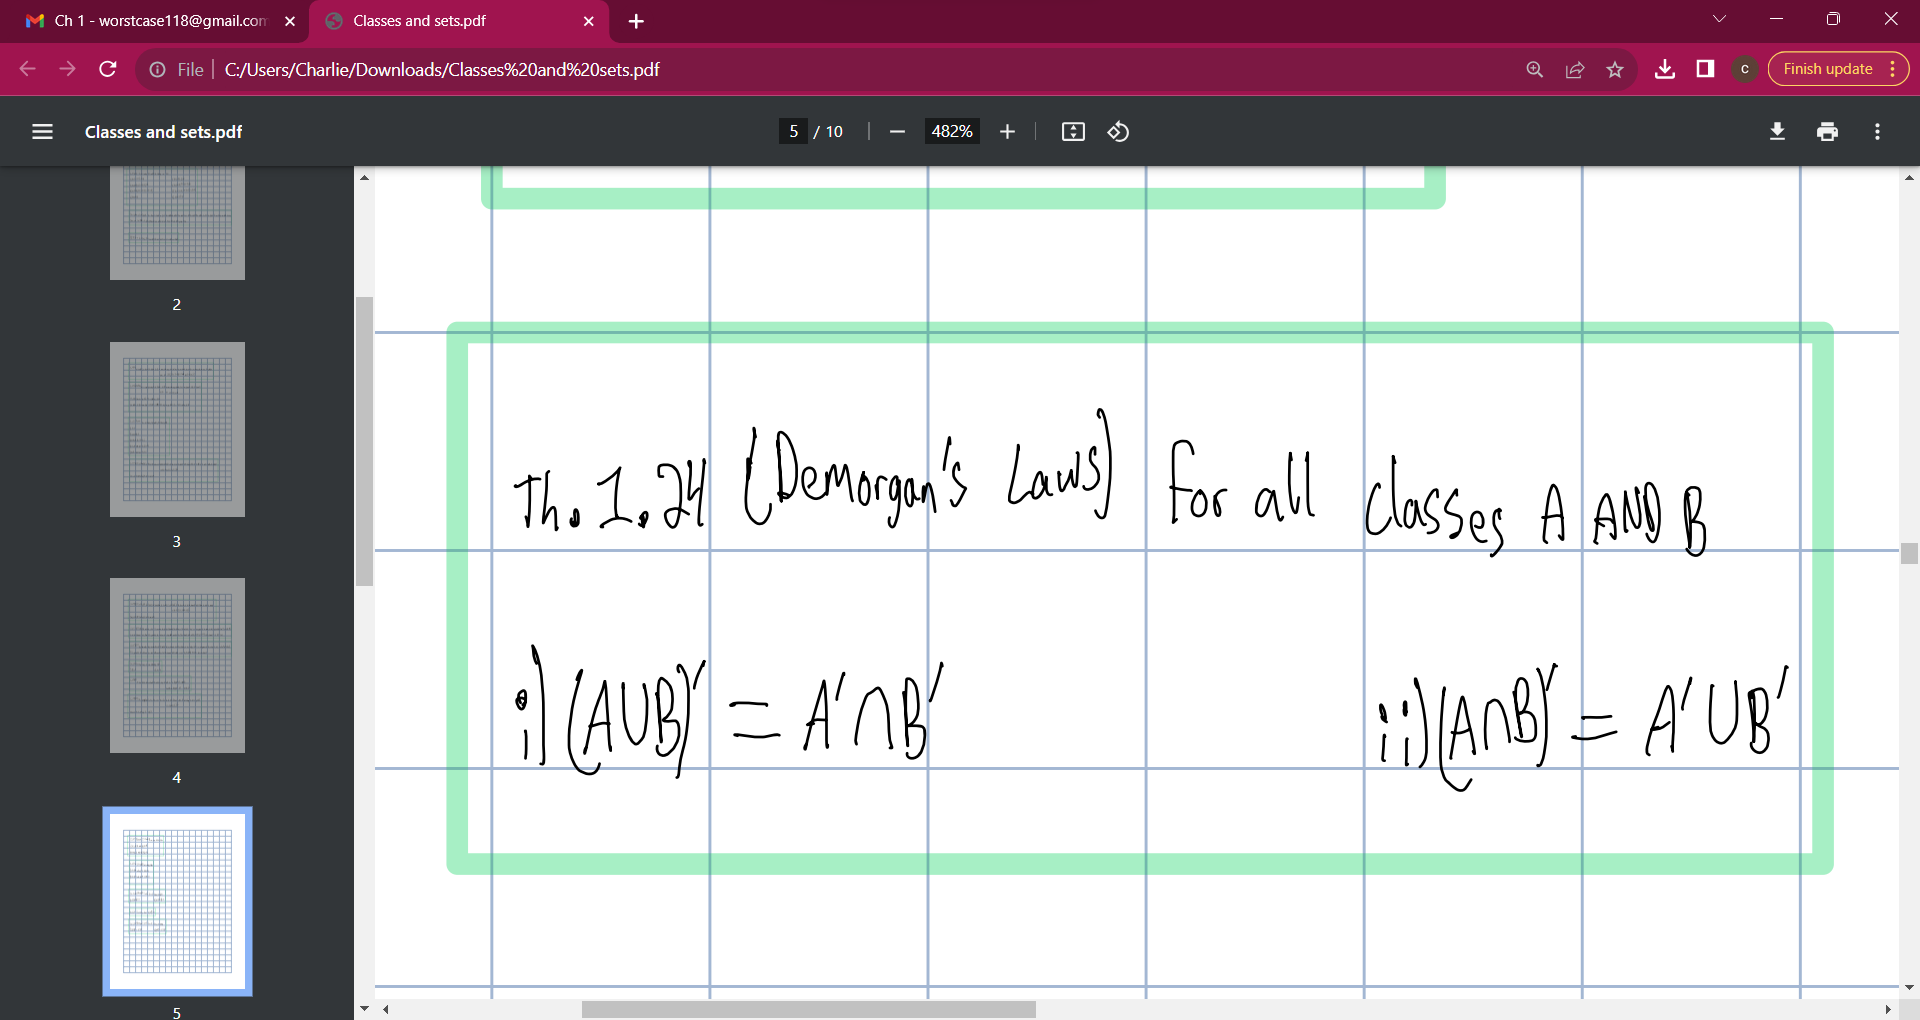 Ch 1 - worstcase118@gmail.com
Classes and sets.pdf
File
C:/Users/Charlie/Downloads/Classes%20and%20sets.pdf
C
Finish update
Classes and sets.pdf
5 / 10
482%
2
3
4
5
Th. 1.24 (DeMorgan's Laws) For all classes A AND B
i) (A∪B)' = A'∩B'
ii) (A∩B)' = A'∪B'